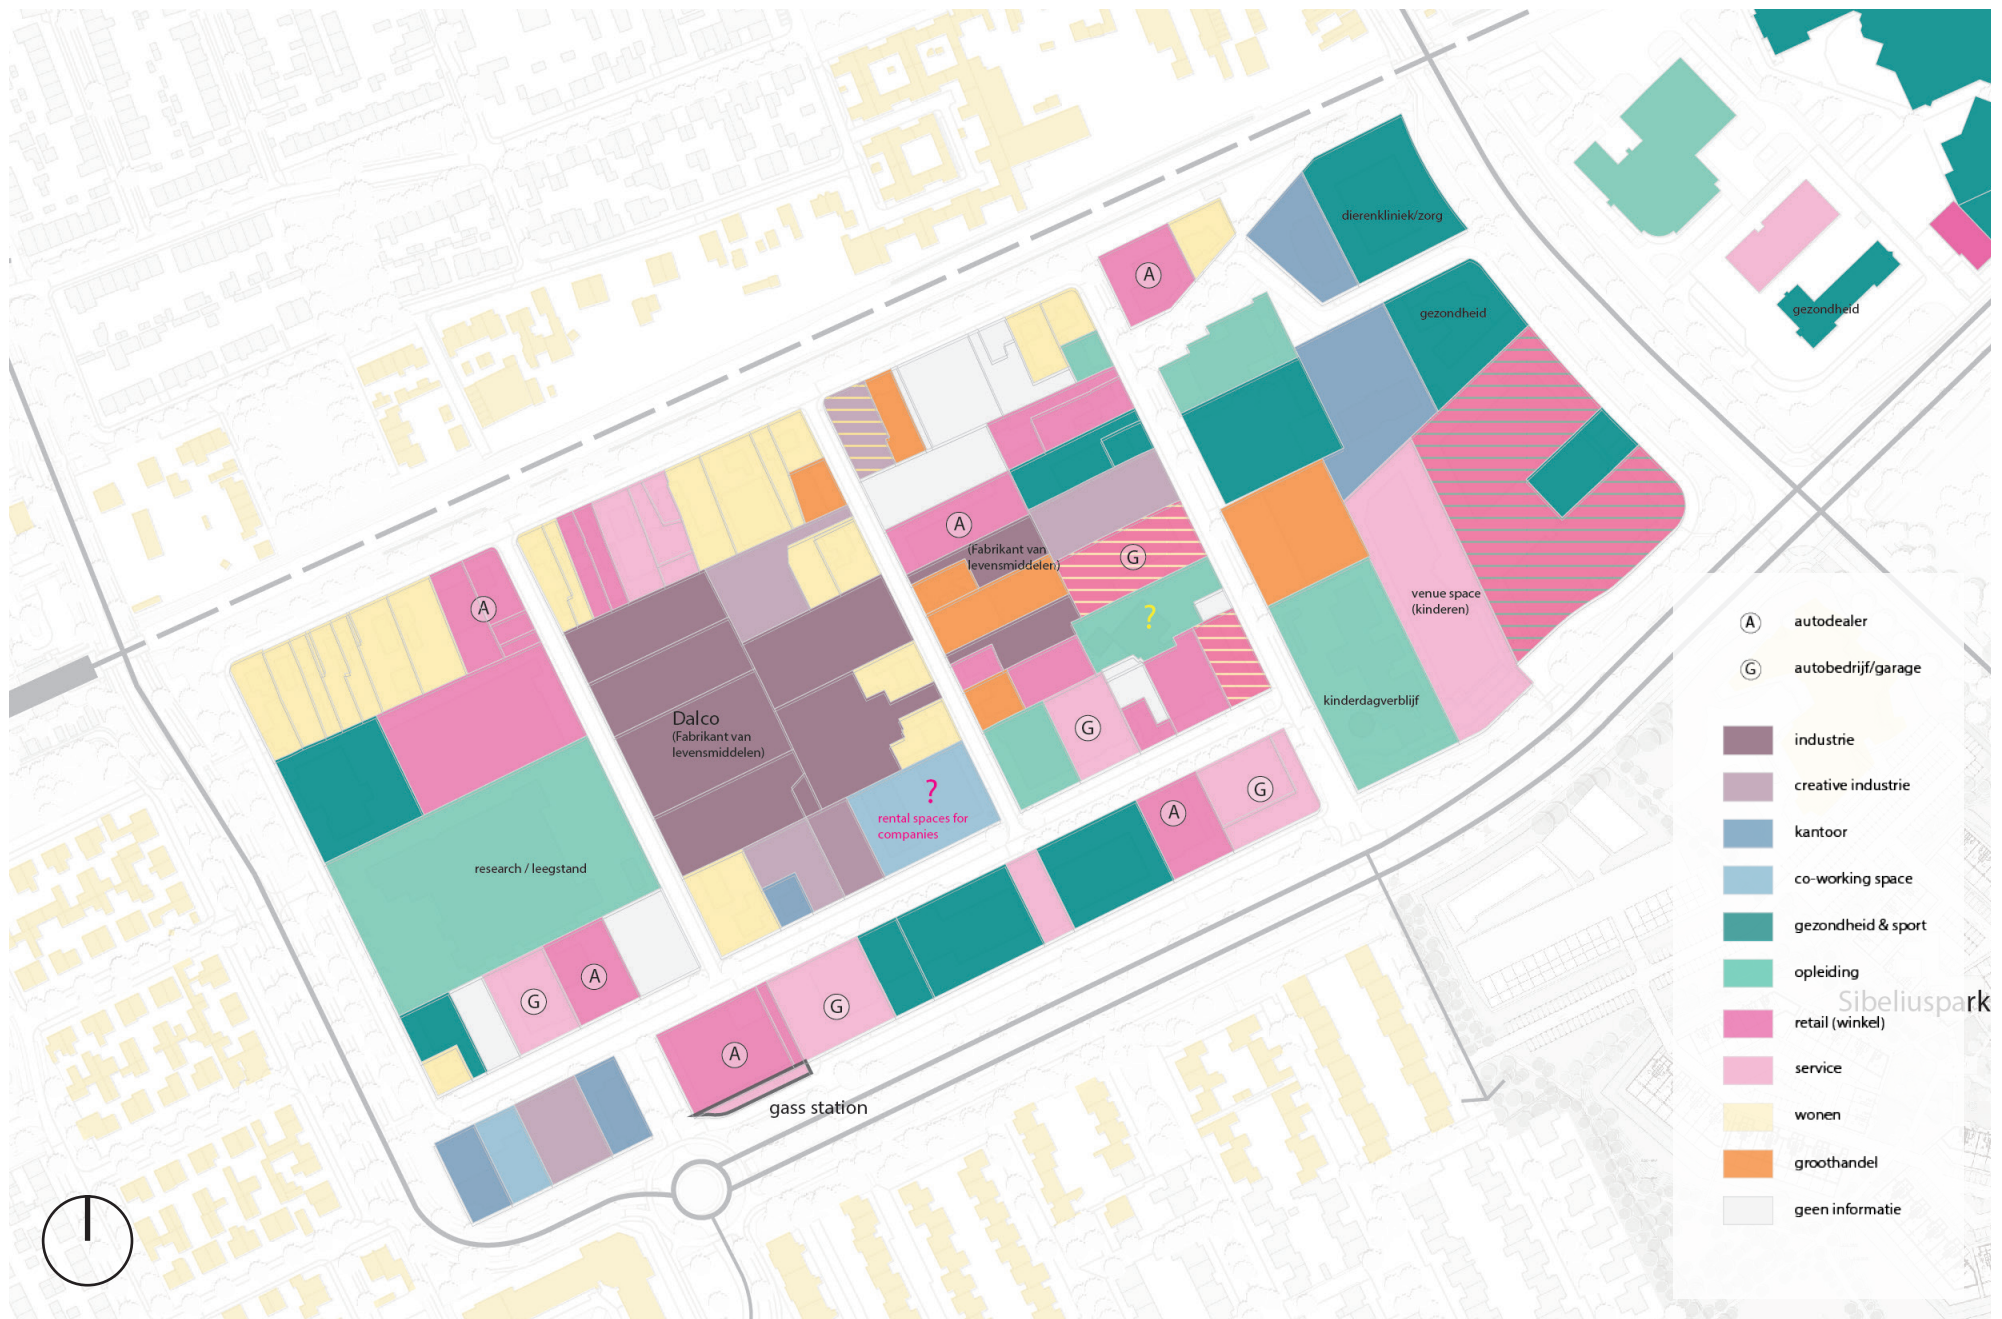 dierenkliniek/zorg
A
gezondheid
gezondheid
A
(Fabrikant van
levensmiddelen)
G
A
?
venue space
(kinderen)
kinderdagverblijf
Dalco
(Fabrikant van
levensmiddelen)
G
?
rental spaces for
companies
A
G
research / leegstand
A
G
G
A
gass station
A autodealer
G autobedrijf/garage
industrie
creative industrie
kantoor
co-working space
gezondheid & sport
opleiding
Sibeliuspark
retail (winkel)
service
wonen
groothandel
geen informatie